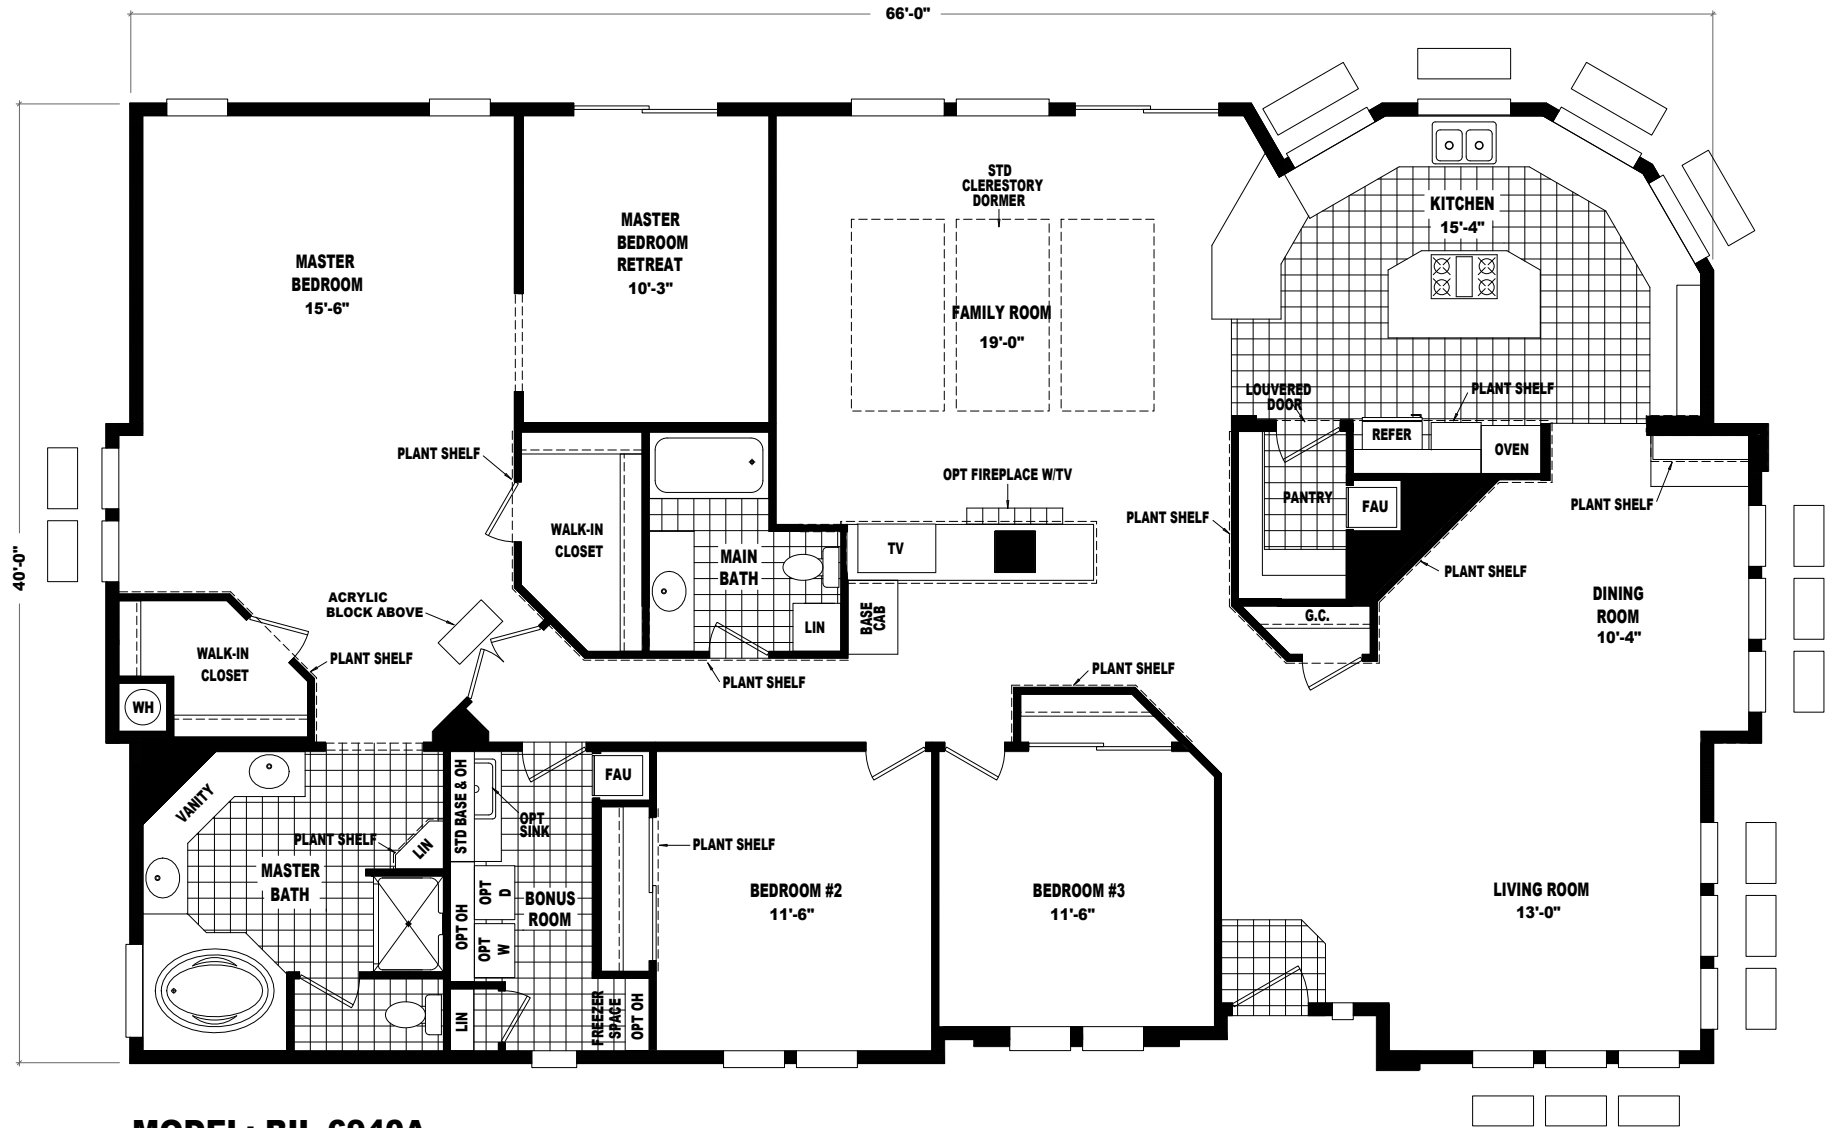 66'-0"
40'-0"
MASTER
BEDROOM
15'-6"
MASTER
BEDROOM
RETREAT
10'-3"
STD
CLERESTORY
DORMER
FAMILY ROOM
19'-0"
KITCHEN
15'-4"
LOUVERED
DOOR
PLANT SHELF
REFER
OVEN
PLANT SHELF
PLANT SHELF
WALK-IN
CLOSET
MAIN
BATH
LIN
OPT FIREPLACE W/TV
TV
BASE
CAB
PLANT SHELF
PANTRY
FAU
PLANT SHELF
G.C.
DINING
ROOM
10'-4"
ACRYLIC
BLOCK ABOVE
WALK-IN
CLOSET
PLANT SHELF
WH
PLANT SHELF
PLANT SHELF
VANITY
PLANT SHELF
LIN
MASTER
BATH
STD BASE & OH
OPT
SINK
FAU
OPT OH
OPT
D
OPT
W
BONUS
ROOM
LIN
FREEZER
SPACE
OPT OH
PLANT SHELF
BEDROOM #2
11'-6"
BEDROOM #3
11'-6"
LIVING ROOM
13'-0"